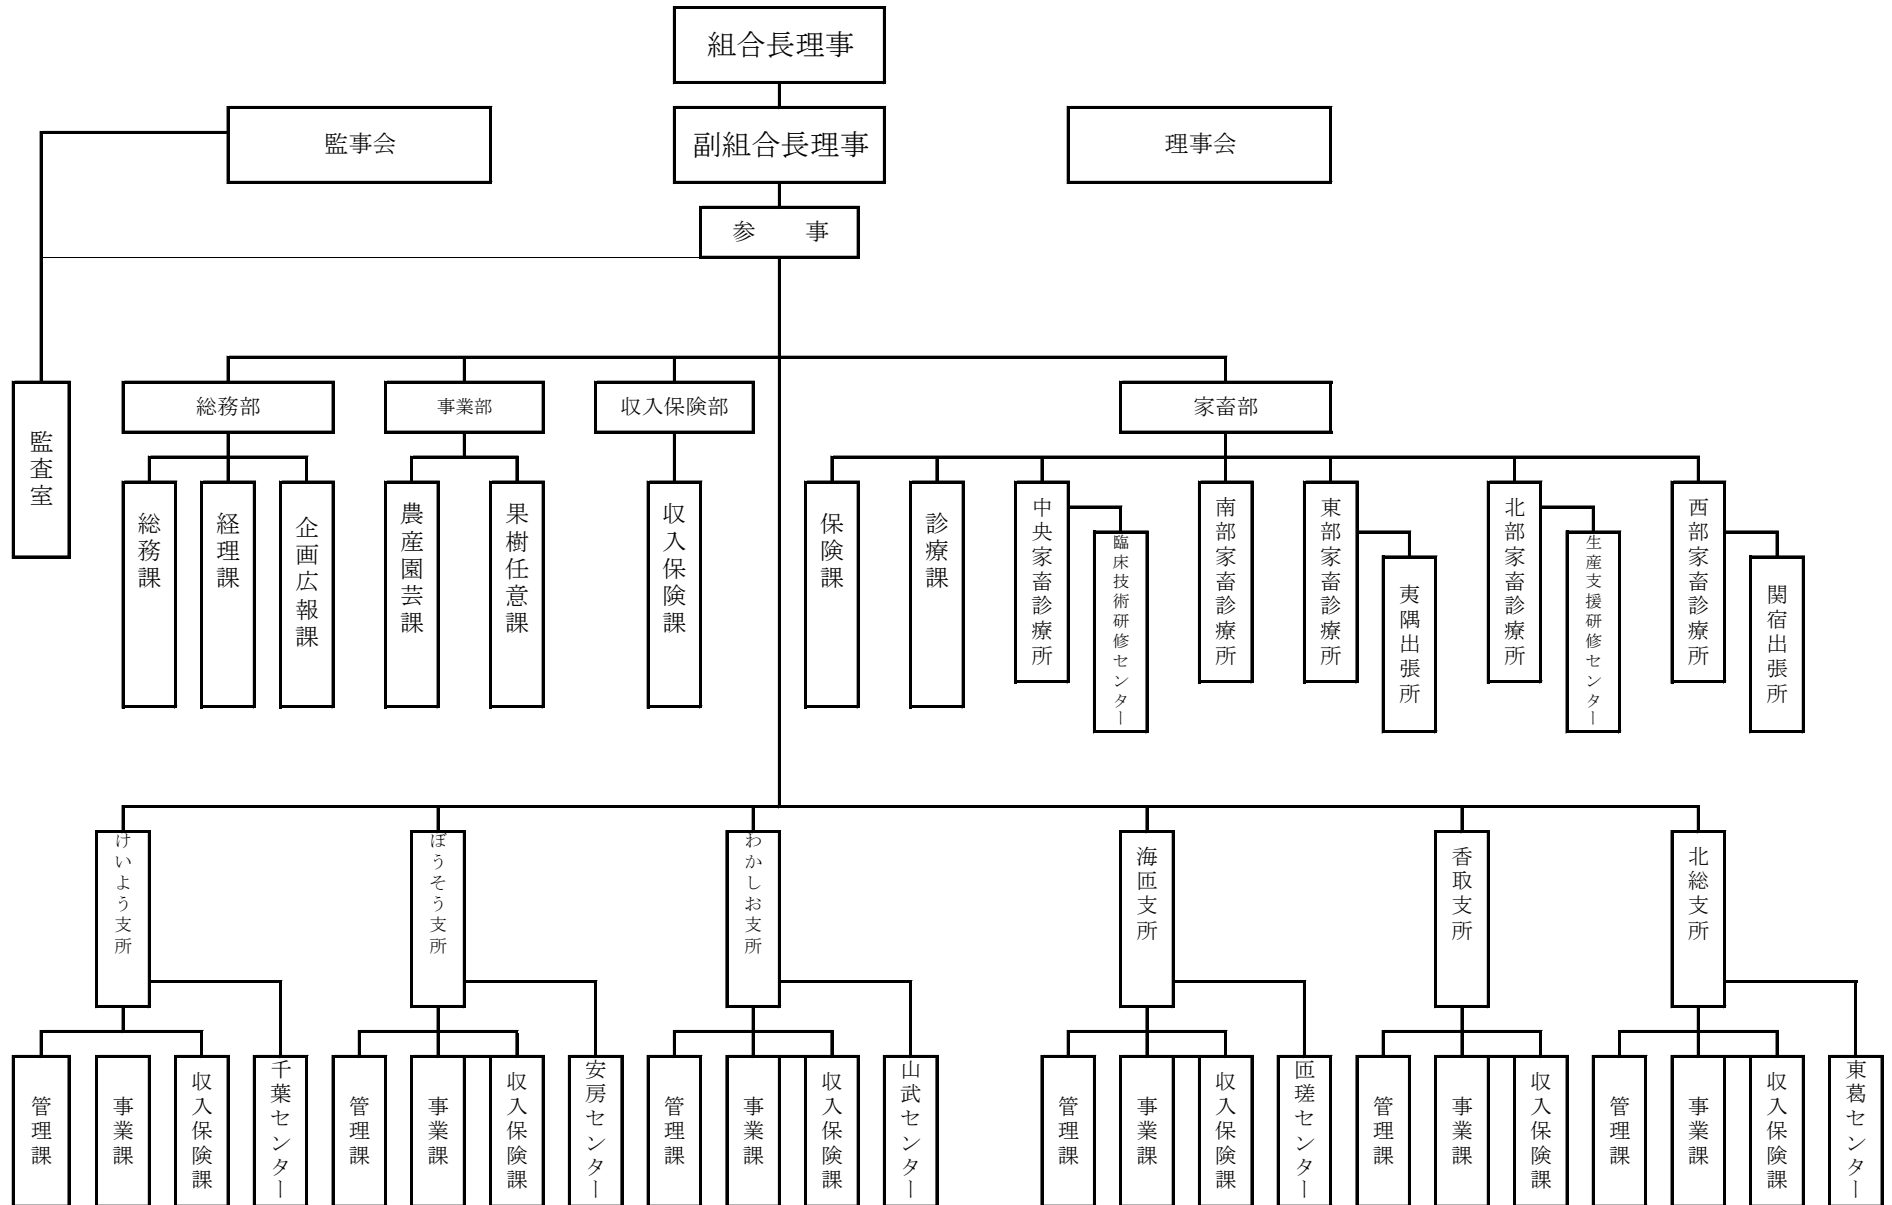 組合長理事
監事会
副組合長理事
理事会
参　事
総務部
事業部
収入保険部
家畜部
監査室
総務課
経理課
企画広報課
農産園芸課
果樹任意課
収入保険課
保険課
診療課
中央家畜診療所
臨床技術研修センター
南部家畜診療所
東部家畜診療所
夷隅出張所
北部家畜診療所
生産支援研修センター
西部家畜診療所
関宿出張所
けいよう支所
ぼうそう支所
わかしお支所
海匝支所
香取支所
北総支所
管理課
事業課
収入保険課
千葉センター
管理課
事業課
収入保険課
安房センター
管理課
事業課
収入保険課
山武センター
管理課
事業課
収入保険課
匝瑳センター
管理課
事業課
収入保険課
管理課
事業課
収入保険課
東葛センター